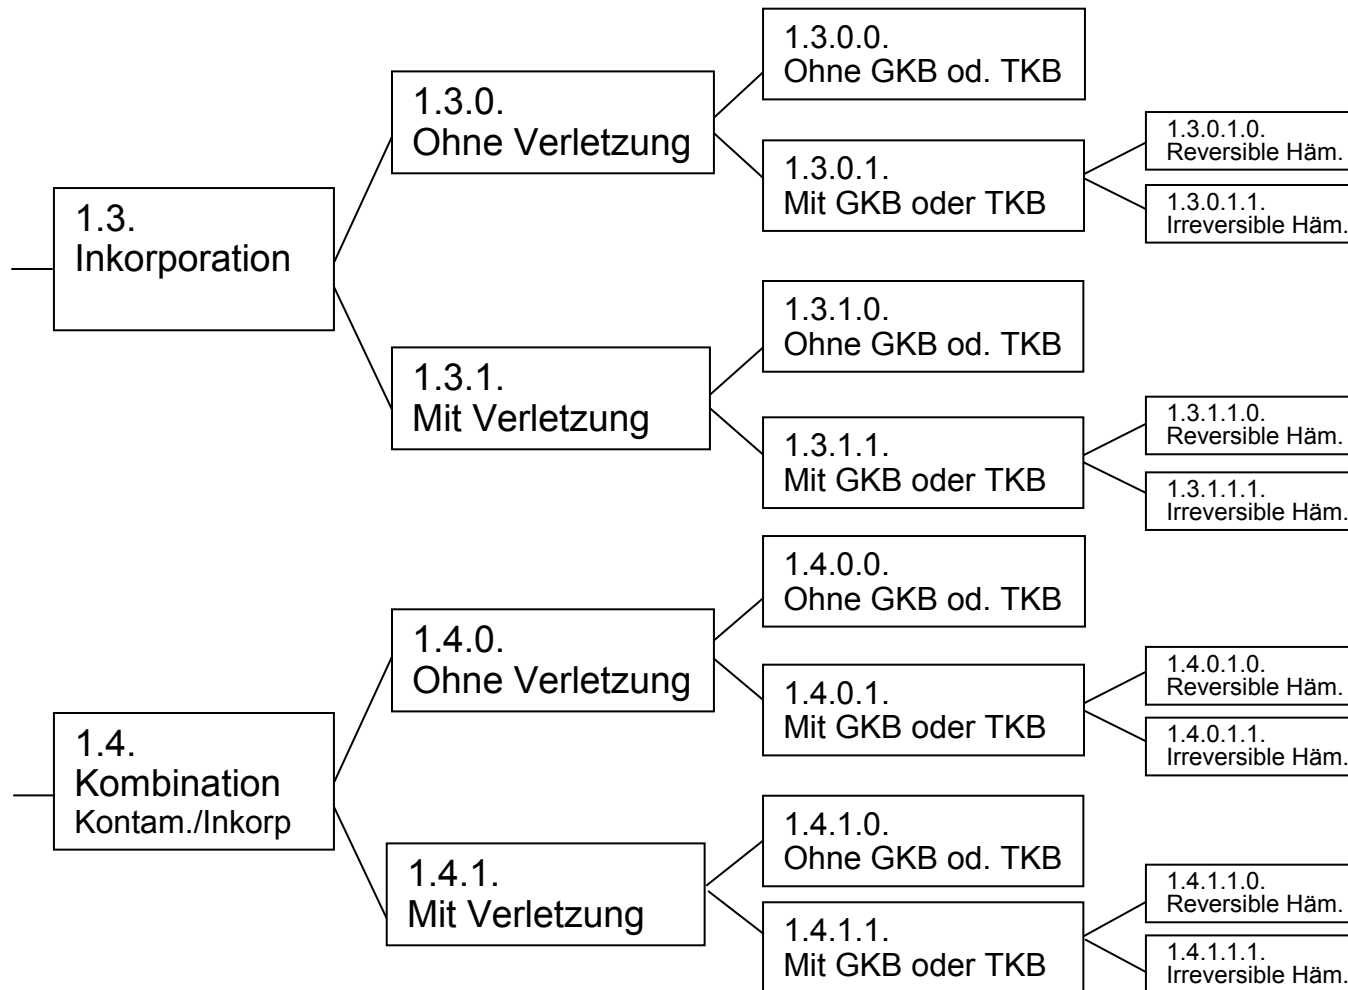 1.3.
Inkorporation
1.3.0.
Ohne Verletzung
1.3.0.0.
Ohne GKB od. TKB
1.3.0.1.
Mit GKB oder TKB
1.3.0.1.0.
Reversible Häm.
1.3.0.1.1.
Irreversible Häm.
1.3.1.
Mit Verletzung
1.3.1.0.
Ohne GKB od. TKB
1.3.1.1.
Mit GKB oder TKB
1.3.1.1.0.
Reversible Häm.
1.3.1.1.1.
Irreversible Häm.
1.4.
Kombination
Kontam./Inkorp
1.4.0.
Ohne Verletzung
1.4.0.0.
Ohne GKB od. TKB
1.4.0.1.
Mit GKB oder TKB
1.4.0.1.0.
Reversible Häm.
1.4.0.1.1.
Irreversible Häm.
1.4.1.
Mit Verletzung
1.4.1.0.
Ohne GKB od. TKB
1.4.1.1.
Mit GKB oder TKB
1.4.1.1.0.
Reversible Häm.
1.4.1.1.1.
Irreversible Häm.